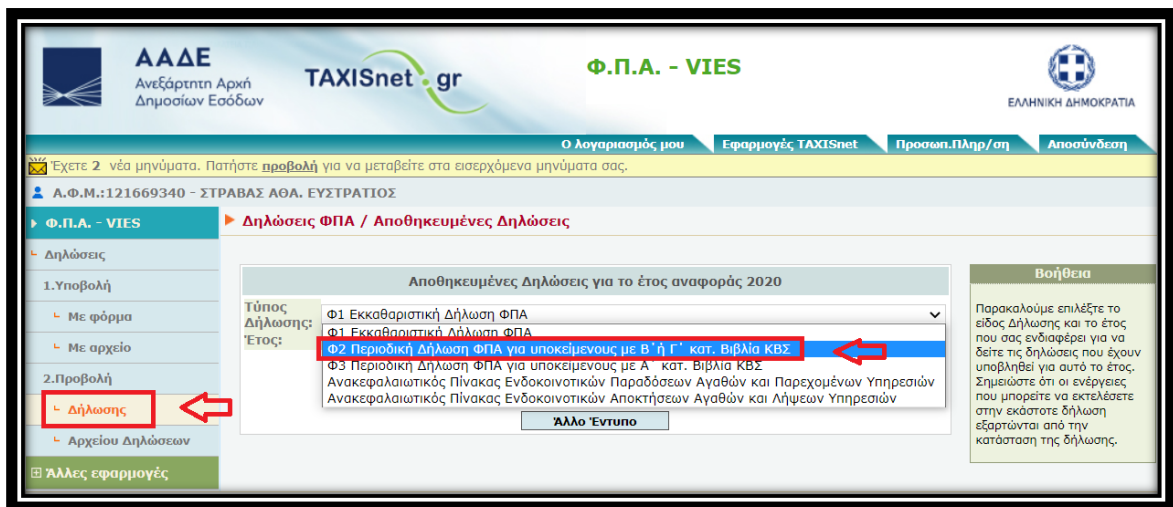 ΑΑΔΕ
Ανεξάρτητη Αρχή
Δημοσίων Εσόδων
TAXISnet.gr
Φ.Π.Α. - VIES
ΕΛΛΗΝΙΚΗ ΔΗΜΟΚΡΑΤΙΑ
Ο λογαριασμός μου Εφαρμογές TAXISnet Προσωπ.Πληρ/ση Αποσύνδεση
Έχετε 2 νέα μηνύματα. Πατήστε προβολή για να μεταβείτε στα εισερχόμενα μηνύματα σας.
Α.Φ.Μ.:121669340 - ΣΤΡΑΒΑΣ ΑΘΑ. ΕΥΣΤΡΑΤΙΟΣ
Φ.Π.Α. - VIES
Δηλώσεις
1.Υποβολή
Με φόρμα
Με αρχείο
2.Προβολή
Δήλωσης
Αρχείου Δηλώσεων
Άλλες εφαρμογές
Δηλώσεις ΦΠΑ / Αποθηκευμένες Δηλώσεις
Αποθηκευμένες Δηλώσεις για το έτος αναφοράς 2020
Τύπος Δήλωσης:
Φ1 Εκκαθαριστική Δήλωση ΦΠΑ
Έτος:
Φ1 Εκκαθαριστική Δήλωση ΦΠΑ
Φ2 Περιοδική Δήλωση ΦΠΑ για υποκείμενους με Β΄ή Γ΄ κατ. Βιβλία ΚΒΣ
Φ3 Περιοδική Δήλωση ΦΠΑ για υποκείμενους με Α΄ κατ. Βιβλία ΚΒΣ
Ανακεφαλαιωτικός Πίνακας Ενδοκοινοτικών Παραδόσεων Αγαθών και Παρεχομένων Υπηρεσιών
Ανακεφαλαιωτικός Πίνακας Ενδοκοινοτικών Αποκτήσεων Αγαθών και Λήψεων Υπηρεσιών
Άλλο Έντυπο
Βοήθεια
Παρακαλούμε επιλέξτε το
είδος Δήλωσης και το έτος
που σας ενδιαφέρει για να
δείτε τις δηλώσεις που έχουν
υποβληθεί για αυτό το έτος.
Σημειώστε ότι οι ενέργειες
που μπορείτε να εκτελέσετε
στην εκάστοτε δήλωση
εξαρτώνται από την
κατάσταση της δήλωσης.